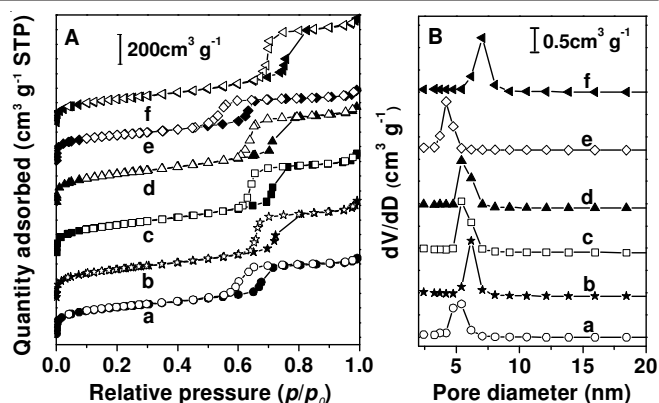 A
200cm³ g⁻¹
f
e
d
c
b
a
Quantity adsorbed (cm³ g⁻¹ STP)
0.0 0.2 0.4 0.6 0.8 1.0
Relative pressure (p/p₀)
B
0.5cm³ g⁻¹
f
e
d
c
b
a
dV/dD (cm³ g⁻¹)
5 10 15 20
Pore diameter (nm)